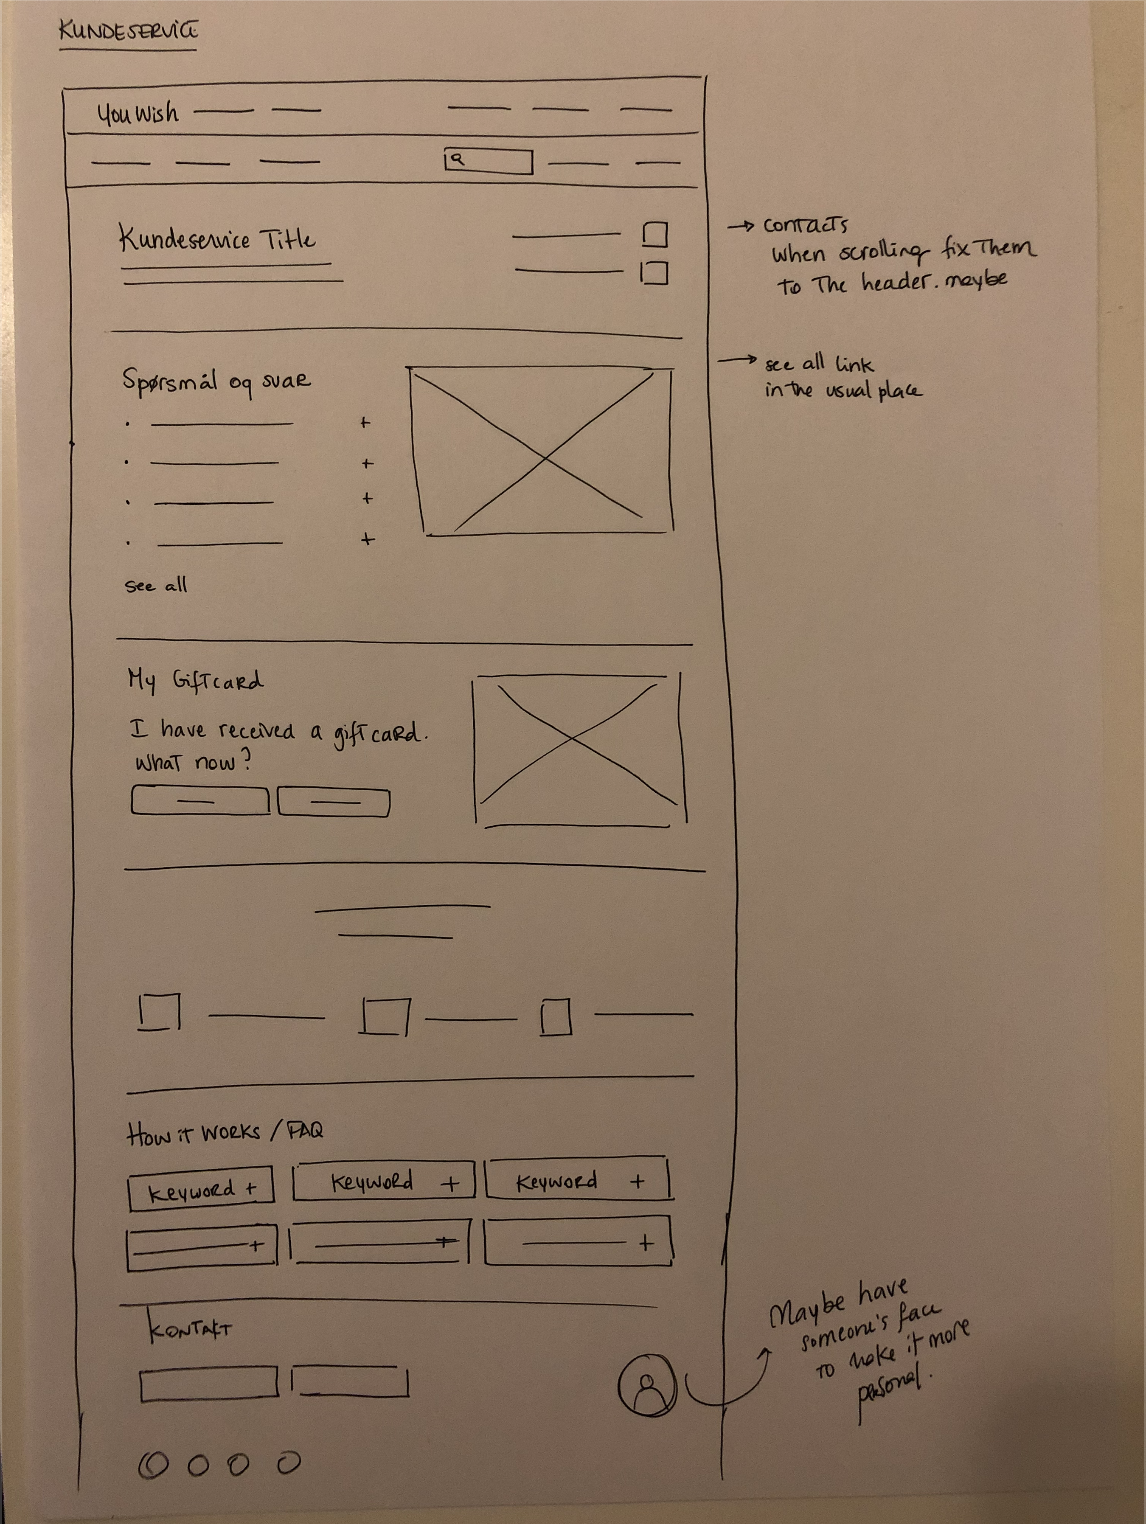 KUNDESERVICE
You Wish
Kundeservice Title
→ contacts
when scrolling fix them
to the header. maybe
Spørsmål og svar
+
+
+
+
see all
→ see all link
in the usual place
My Giftcard
I have received a giftcard.
What now?
How it works / FAQ
Keyword +
Keyword +
Keyword +
+
+
+
KONTAKT
Maybe have
someone's face
to make it more
personal.